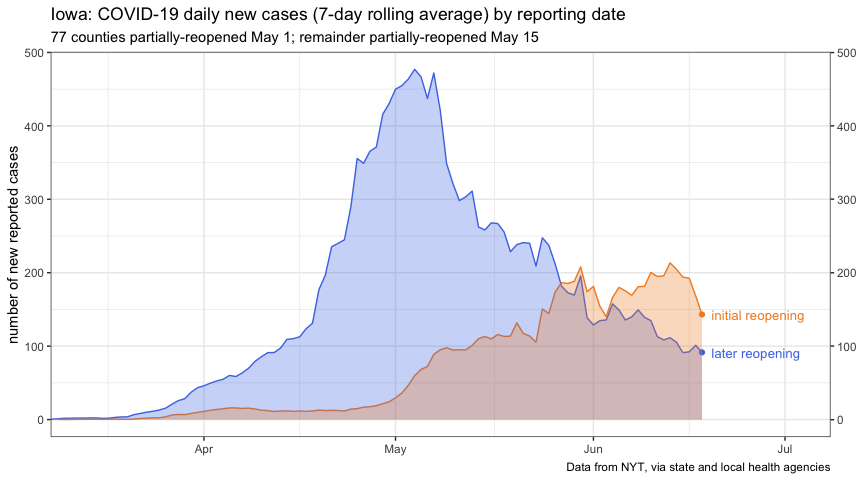 Iowa: COVID-19 daily new cases (7-day rolling average) by reporting date
77 counties partially-reopened May 1; remainder partially-reopened May 15
number of new reported cases
500
400
300
200
100
0
500
400
300
200
100
0
initial reopening
later reopening
Apr
May
Jun
Jul
Data from NYT, via state and local health agencies